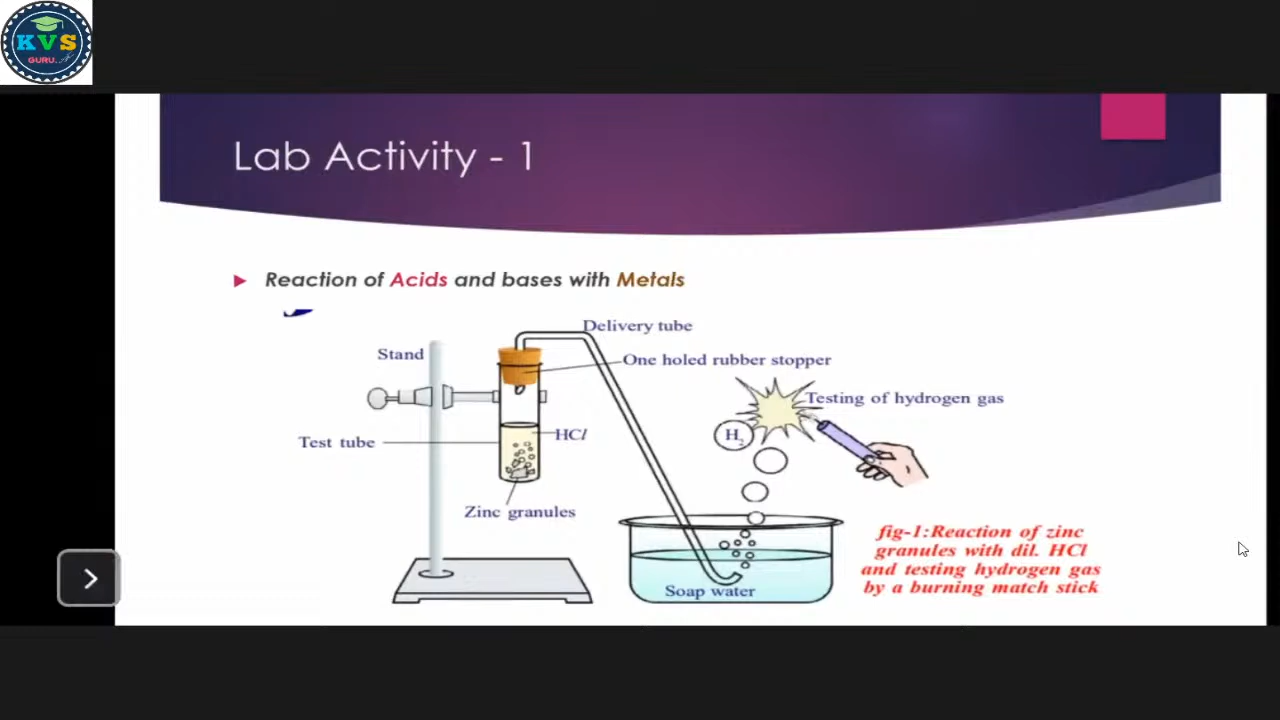 KVS
GURU
Lab Activity - 1
Reaction of Acids and bases with Metals
Delivery tube
Stand
One holed rubber stopper
Testing of hydrogen gas
H₂
HCl
Test tube
Zinc granules
Soap water
fig-1:Reaction of zinc
granules with dil. HCl
and testing hydrogen gas
by a burning match stick